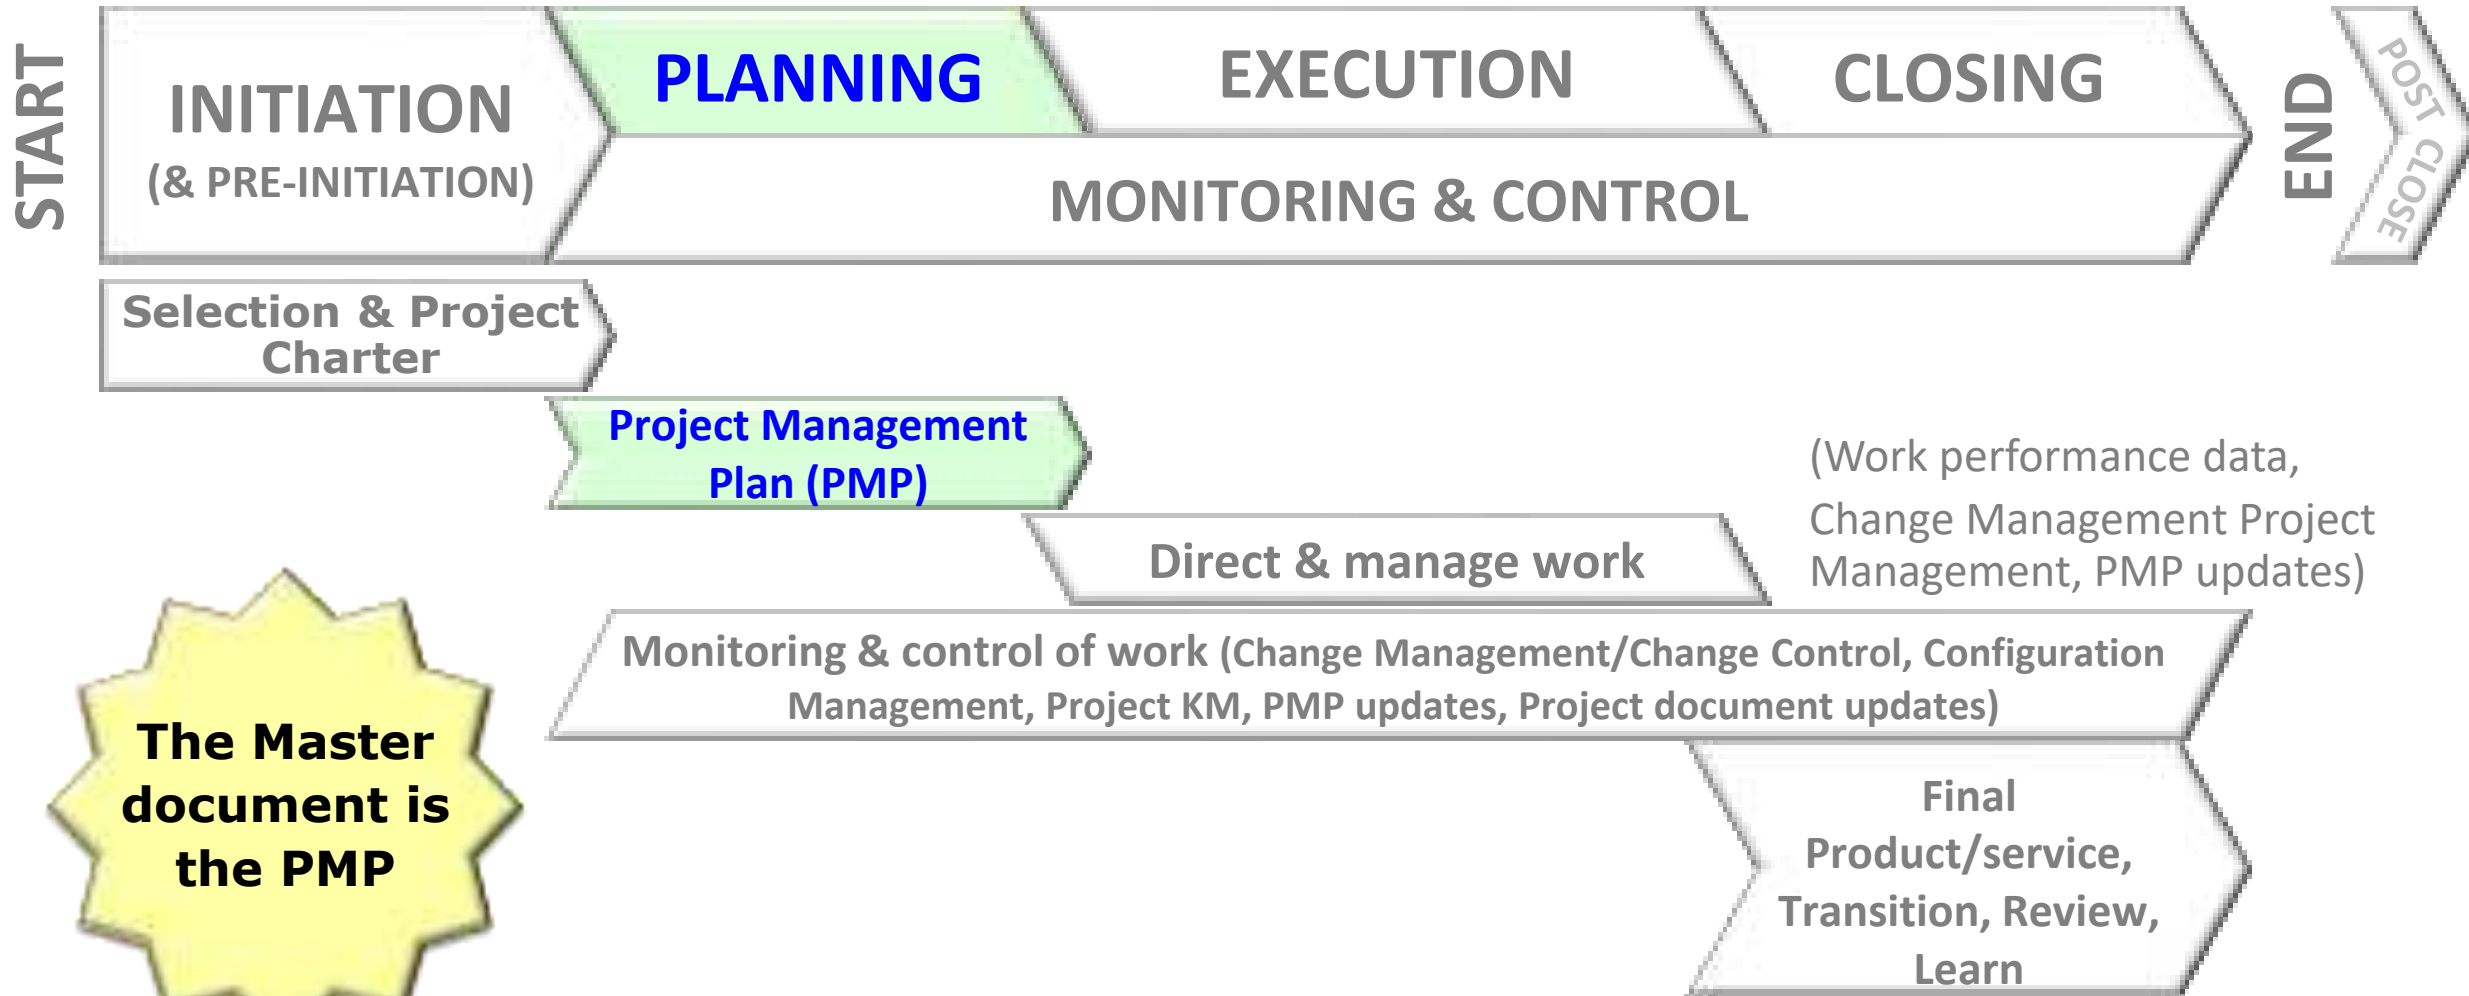 START
INITIATION
(& PRE-INITIATION)
PLANNING
EXECUTION
CLOSING
MONITORING & CONTROL
END
POST CLOSE
Selection & Project
Charter
Project Management
Plan (PMP)
(Work performance data,
Change Management Project
Management, PMP updates)
Direct & manage work
Monitoring & control of work (Change Management/Change Control, Configuration
Management, Project KM, PMP updates, Project document updates)
The Master
document is
the PMP
Final
Product/service,
Transition, Review,
Learn